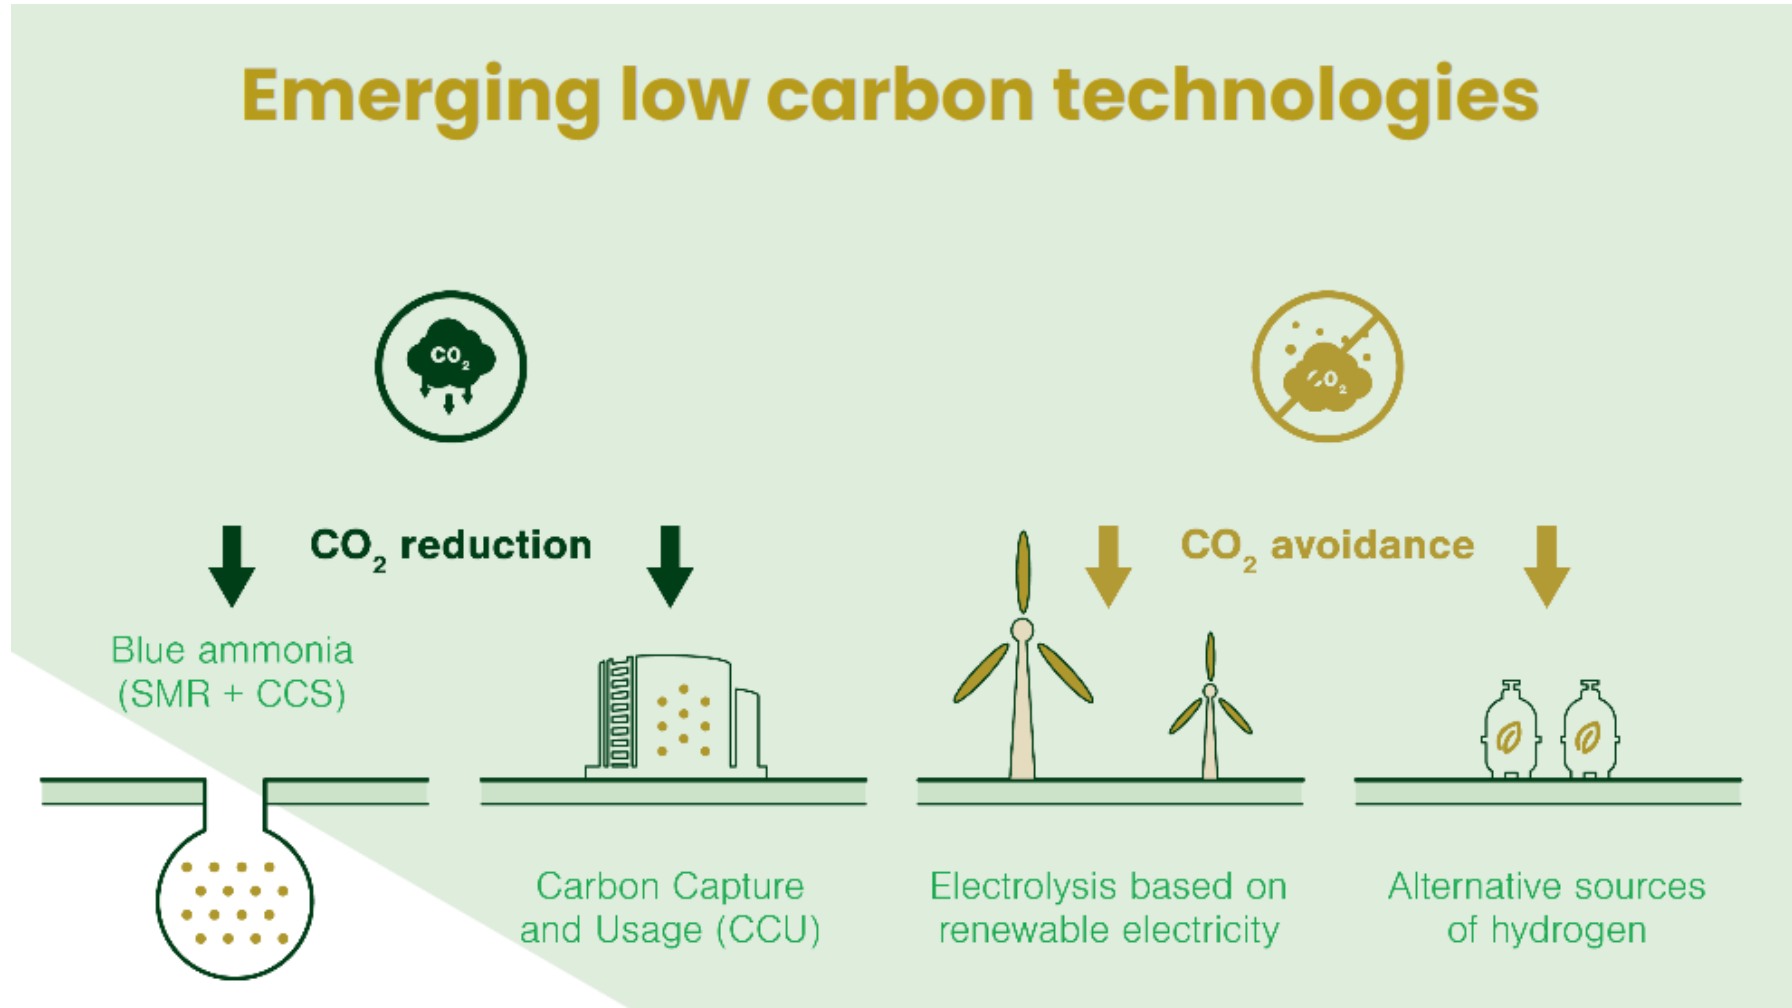 Emerging low carbon technologies
CO₂
CO₂
CO₂ reduction
CO₂ avoidance
Blue ammonia
(SMR + CCS)
Carbon Capture
and Usage (CCU)
Electrolysis based on
renewable electricity
Alternative sources
of hydrogen